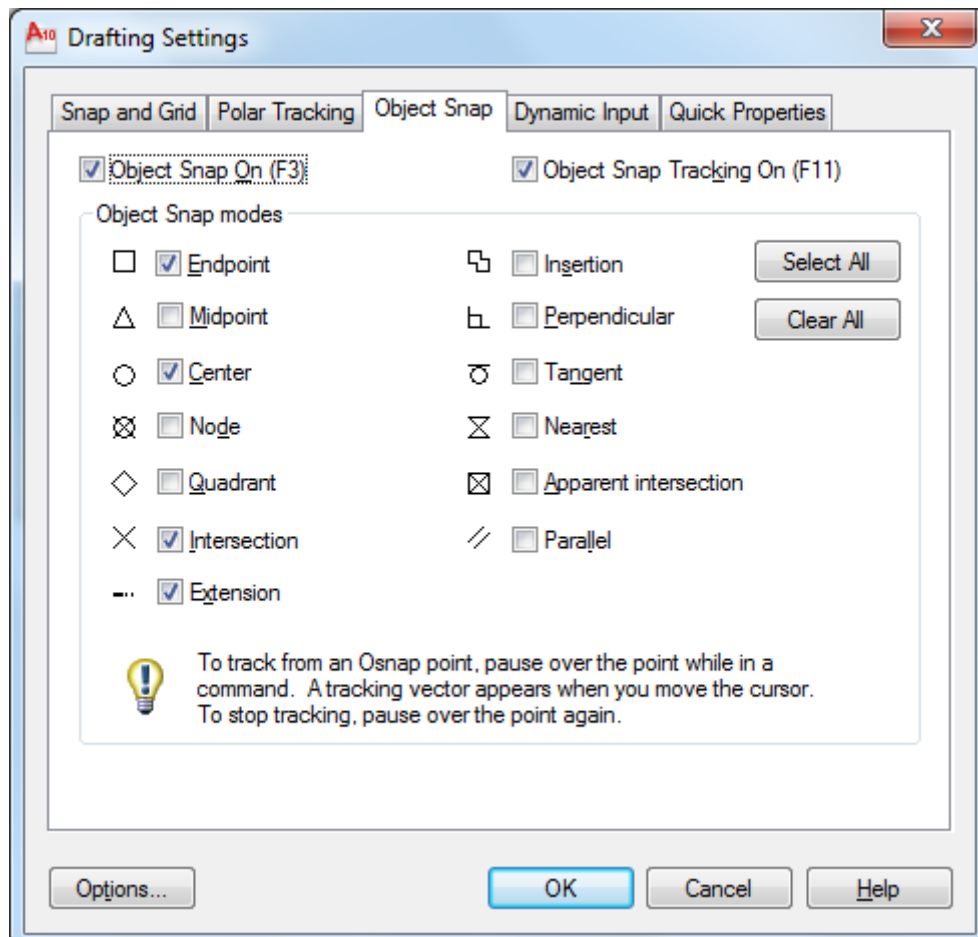 A10 Drafting Settings
Snap and Grid Polar Tracking Object Snap Dynamic Input Quick Properties
Object Snap On (F3) Object Snap Tracking On (F11)
Object Snap modes
Endpoint Insertion Select All
Midpoint Perpendicular Clear All
Center Tangent
Node Nearest
Quadrant Apparent intersection
Intersection Parallel
Extension
To track from an Osnap point, pause over the point while in a
command. A tracking vector appears when you move the cursor.
To stop tracking, pause over the point again.
Options... OK Cancel Help